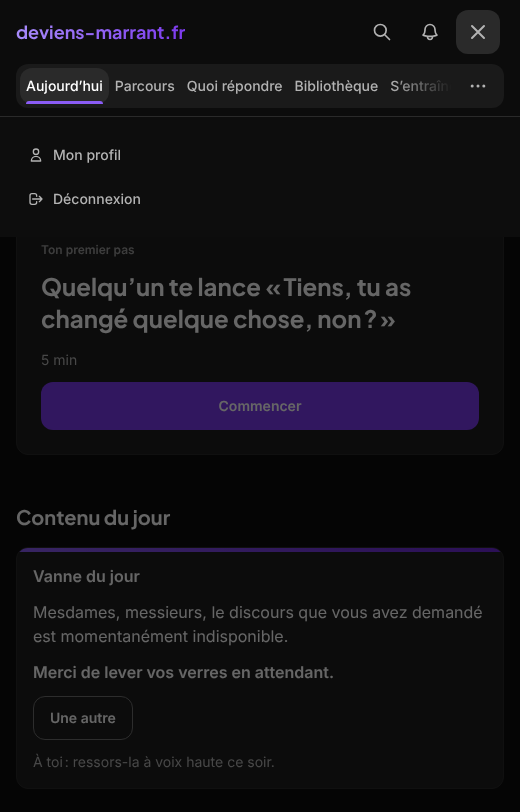 deviens-marrant.fr
Aujourd’hui Parcours Quoi répondre Bibliothèque S’entraîn
Mon profil
Déconnexion
Ton premier pas
Quelqu’un te lance « Tiens, tu as
changé quelque chose, non ? »
5 min
Commencer
Contenu du jour
Vanne du jour
Mesdames, messieurs, le discours que vous avez demandé
est momentanément indisponible.
Merci de lever vos verres en attendant.
Une autre
À toi : ressors-la à voix haute ce soir.